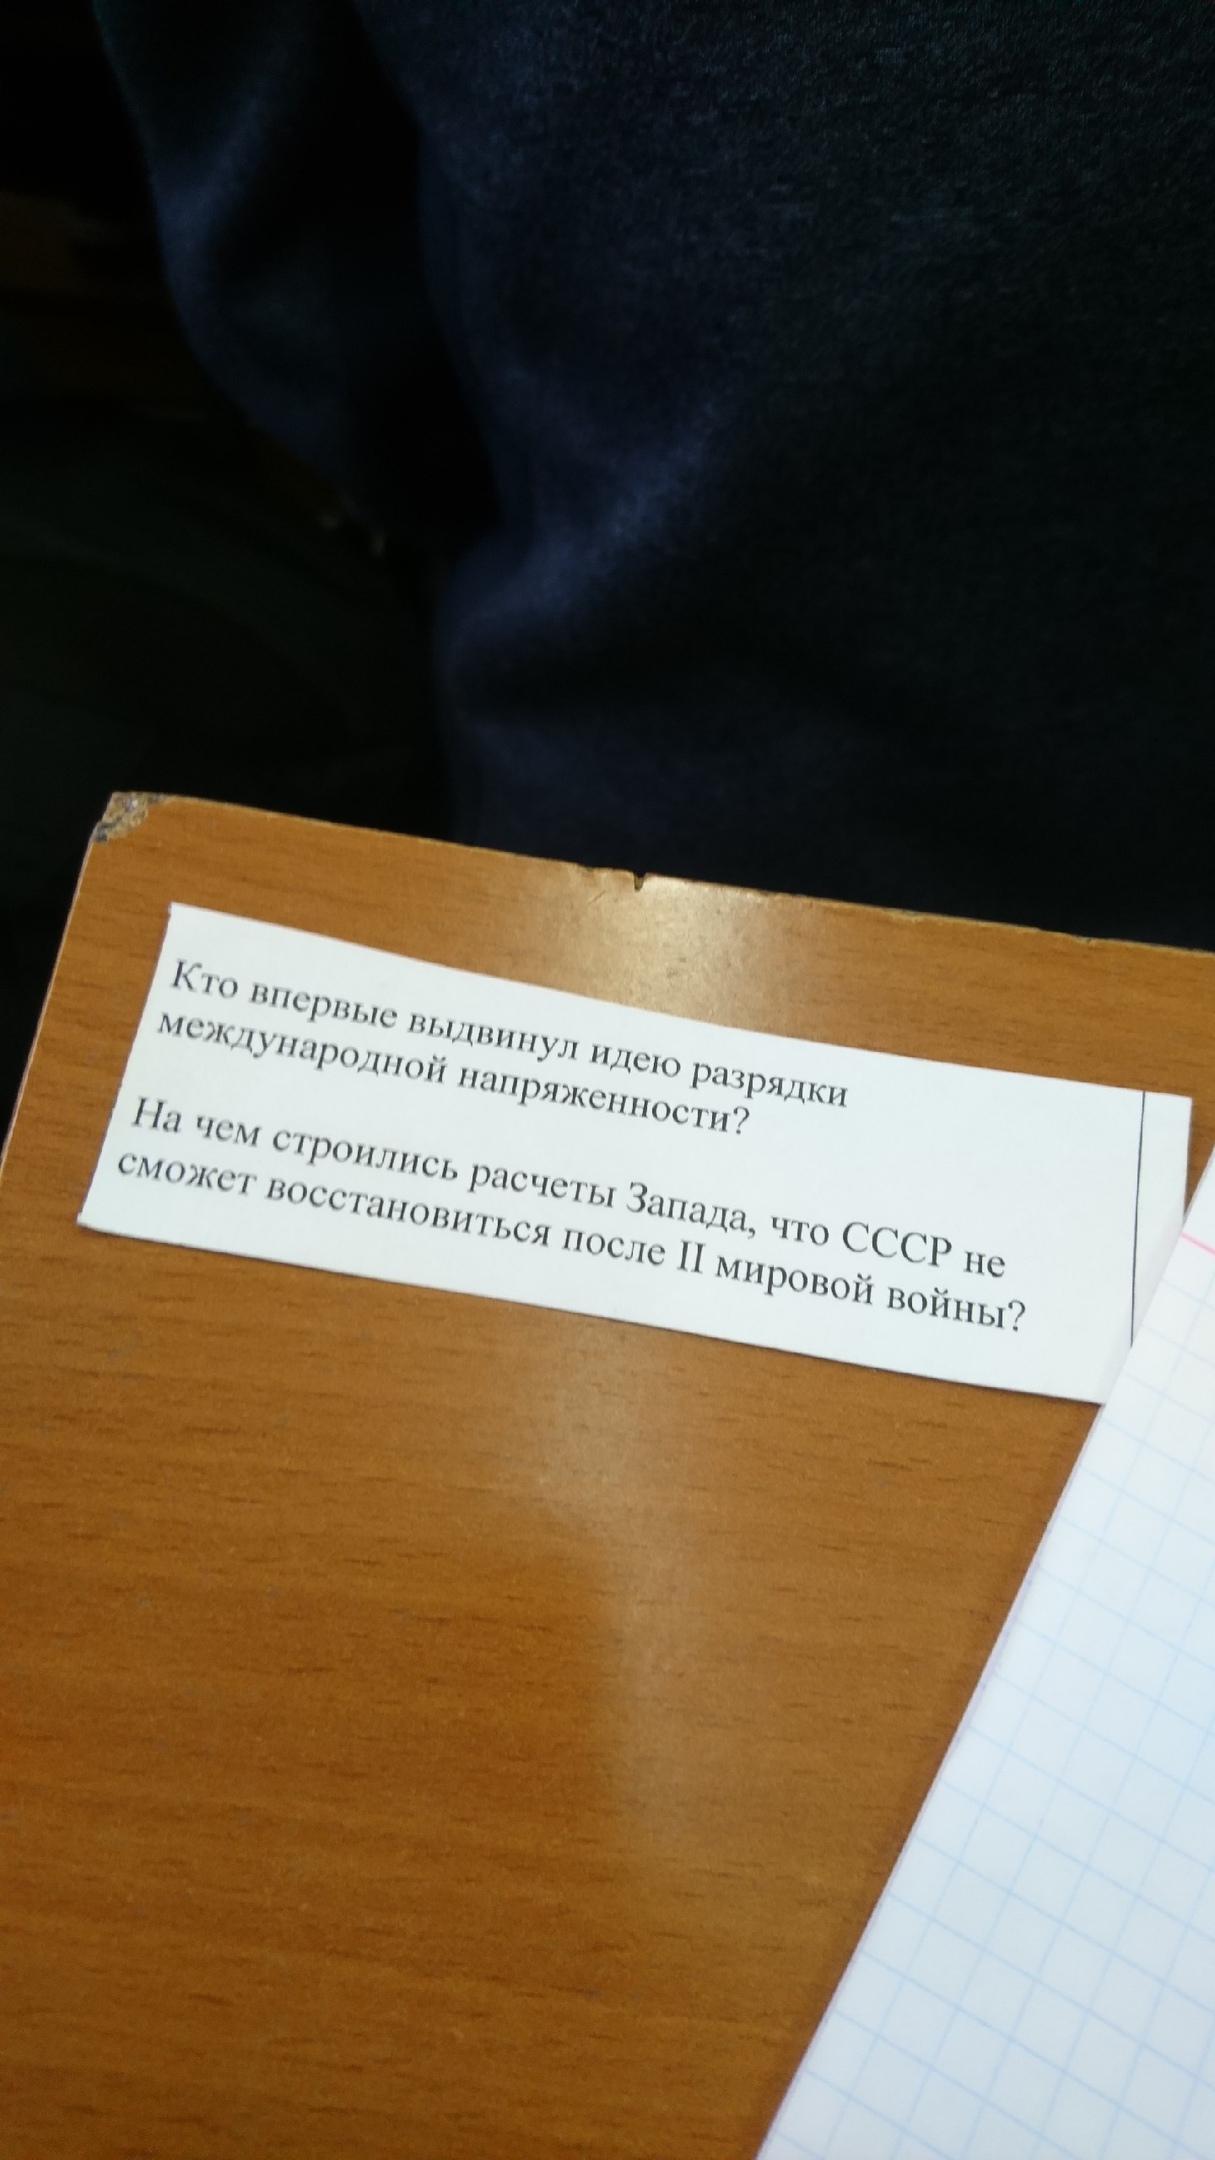 Кто впервые выдвинул идею разрядки
международной напряженности?
На чем строились расчеты Запада, что СССР не
сможет восстановиться после II мировой войны?